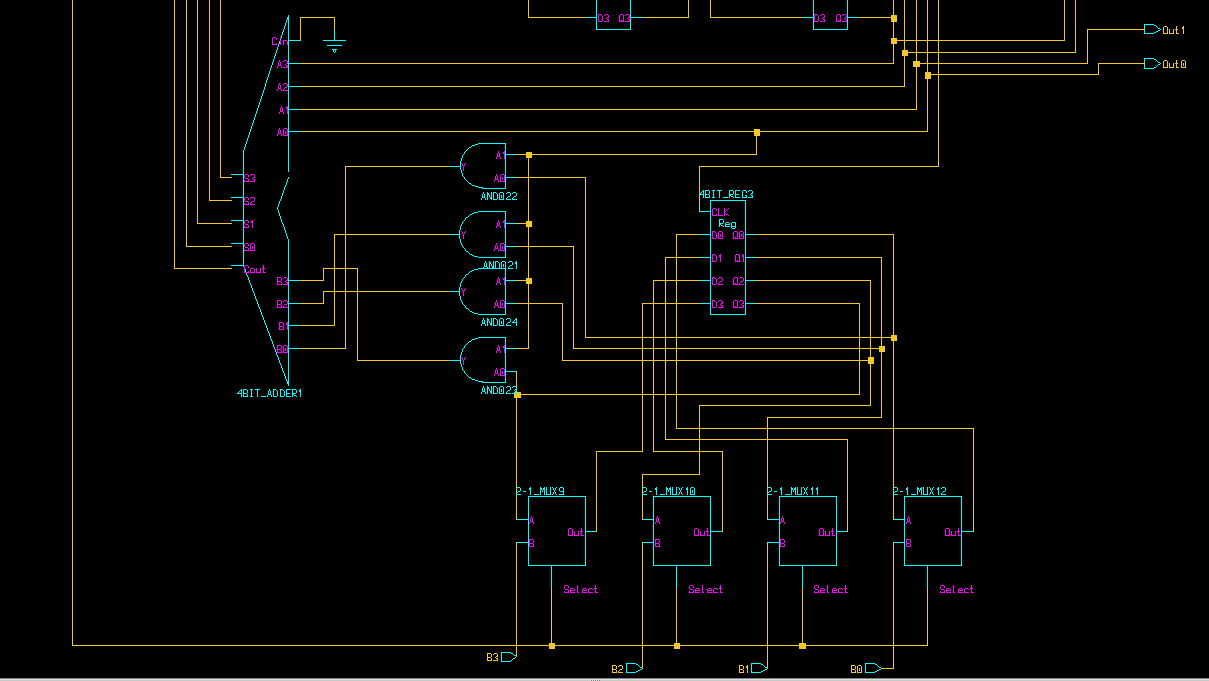 D3 Q3
D3 Q3
Out1
Cin
A3
Out0
A2
A1
A0
A1
S3
A0
4BIT_REG3
AND022
S2
CLK
S1
A1
Reg
Y
D0 Q0
S0
A0
D1 Q1
AND021
Cout
B3
A1
D2 Q2
Y
B2
A0
D3 Q3
B1
AND024
B0
A1
Y
A0
4BIT_ADDER1
AND023
2-1_MUX9
2-1_MUX10
2-1_MUX11
2-1_MUX12
A
A
A
A
Out
Out
Out
Out
B
B
B
B
Select
Select
Select
Select
B3
B2
B1
B0